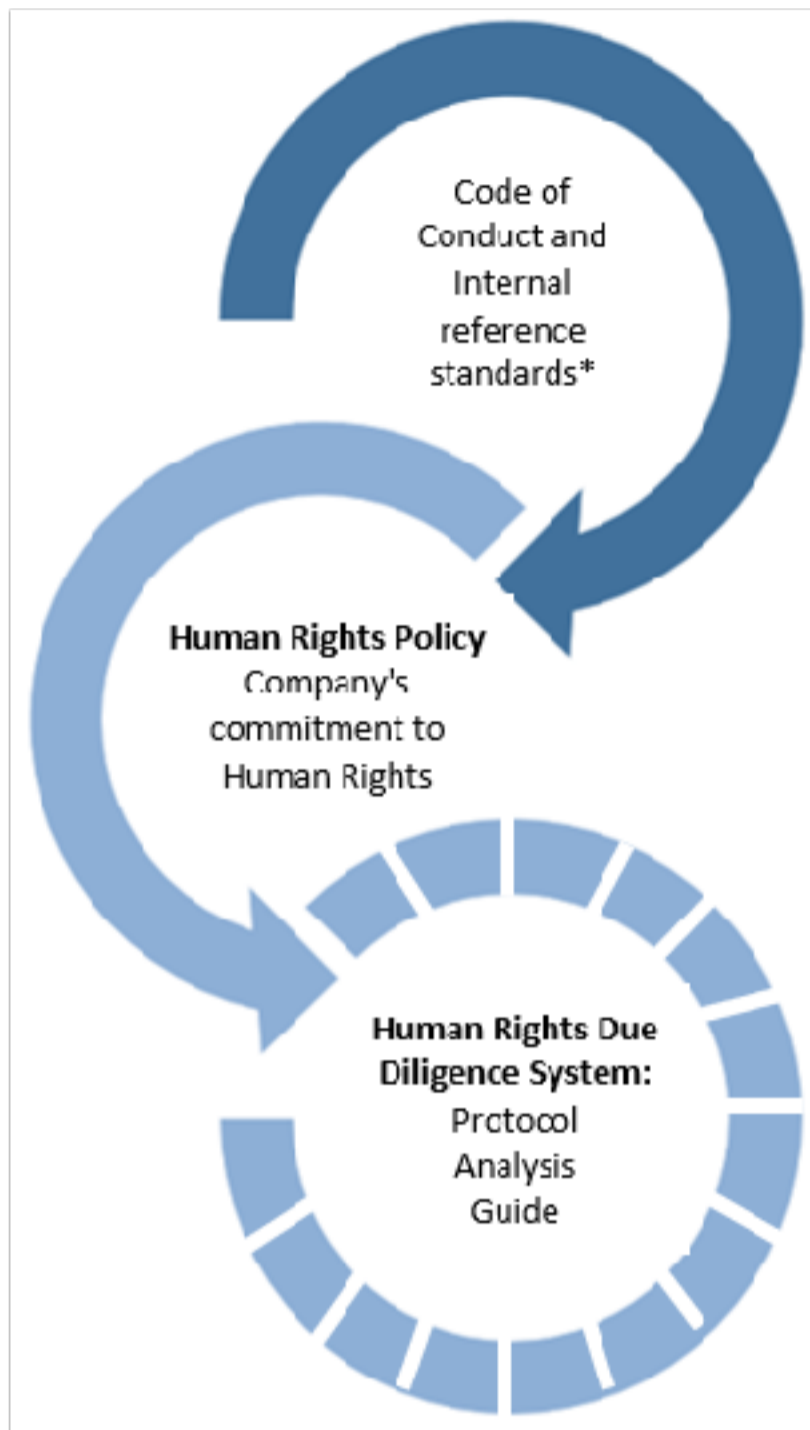 Code of
Conduct and
Internal
reference
standards*
Human Rights Policy
Company's
commitment to
Human Rights
Human Rights Due
Diligence System:
Protocol
Analysis
Guide